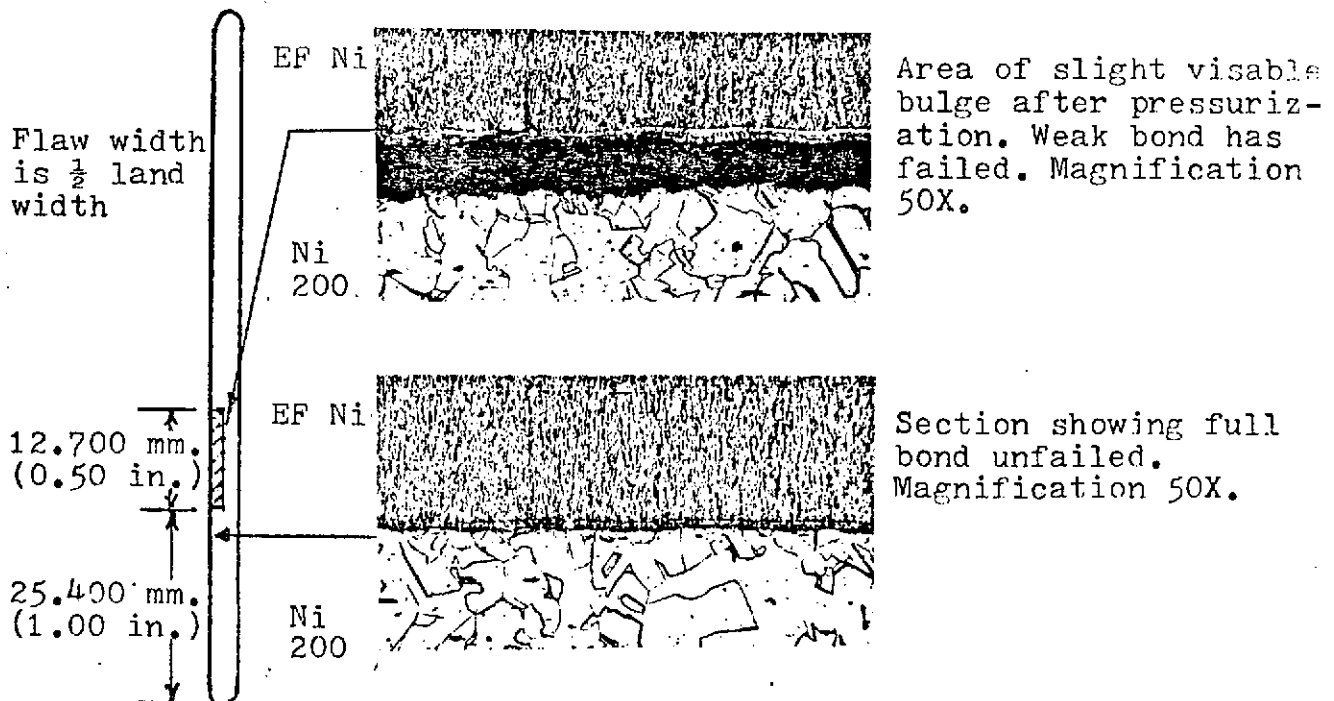 EF Ni
Area of slight visable
bulge after pressuriz-
ation. Weak bond has
failed. Magnification
50X.
Flaw width
is ½ land
width
Ni
200
12.700 mm.
(0.50 in.)
EF Ni
Section showing full
bond unfailed.
Magnification 50X.
25.400 mm.
(1.00 in.)
Ni
200